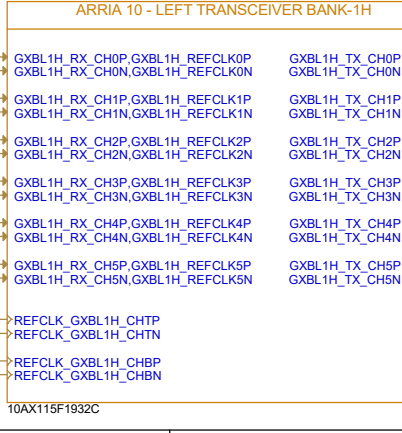 ARRIA 10 - LEFT TRANSCEIVER BANK-1H
GXBL1H_RX_CH0P,GXBL1H_REFCLK0P GXBL1H_TX_CH0P
GXBL1H_RX_CH0N,GXBL1H_REFCLK0N GXBL1H_TX_CH0N
GXBL1H_RX_CH1P,GXBL1H_REFCLK1P GXBL1H_TX_CH1P
GXBL1H_RX_CH1N,GXBL1H_REFCLK1N GXBL1H_TX_CH1N
GXBL1H_RX_CH2P,GXBL1H_REFCLK2P GXBL1H_TX_CH2P
GXBL1H_RX_CH2N,GXBL1H_REFCLK2N GXBL1H_TX_CH2N
GXBL1H_RX_CH3P,GXBL1H_REFCLK3P GXBL1H_TX_CH3P
GXBL1H_RX_CH3N,GXBL1H_REFCLK3N GXBL1H_TX_CH3N
GXBL1H_RX_CH4P,GXBL1H_REFCLK4P GXBL1H_TX_CH4P
GXBL1H_RX_CH4N,GXBL1H_REFCLK4N GXBL1H_TX_CH4N
GXBL1H_RX_CH5P,GXBL1H_REFCLK5P GXBL1H_TX_CH5P
GXBL1H_RX_CH5N,GXBL1H_REFCLK5N GXBL1H_TX_CH5N
REFCLK_GXBL1H_CHTP
REFCLK_GXBL1H_CHTN
REFCLK_GXBL1H_CHBP
REFCLK_GXBL1H_CHBN
10AX115F1932C